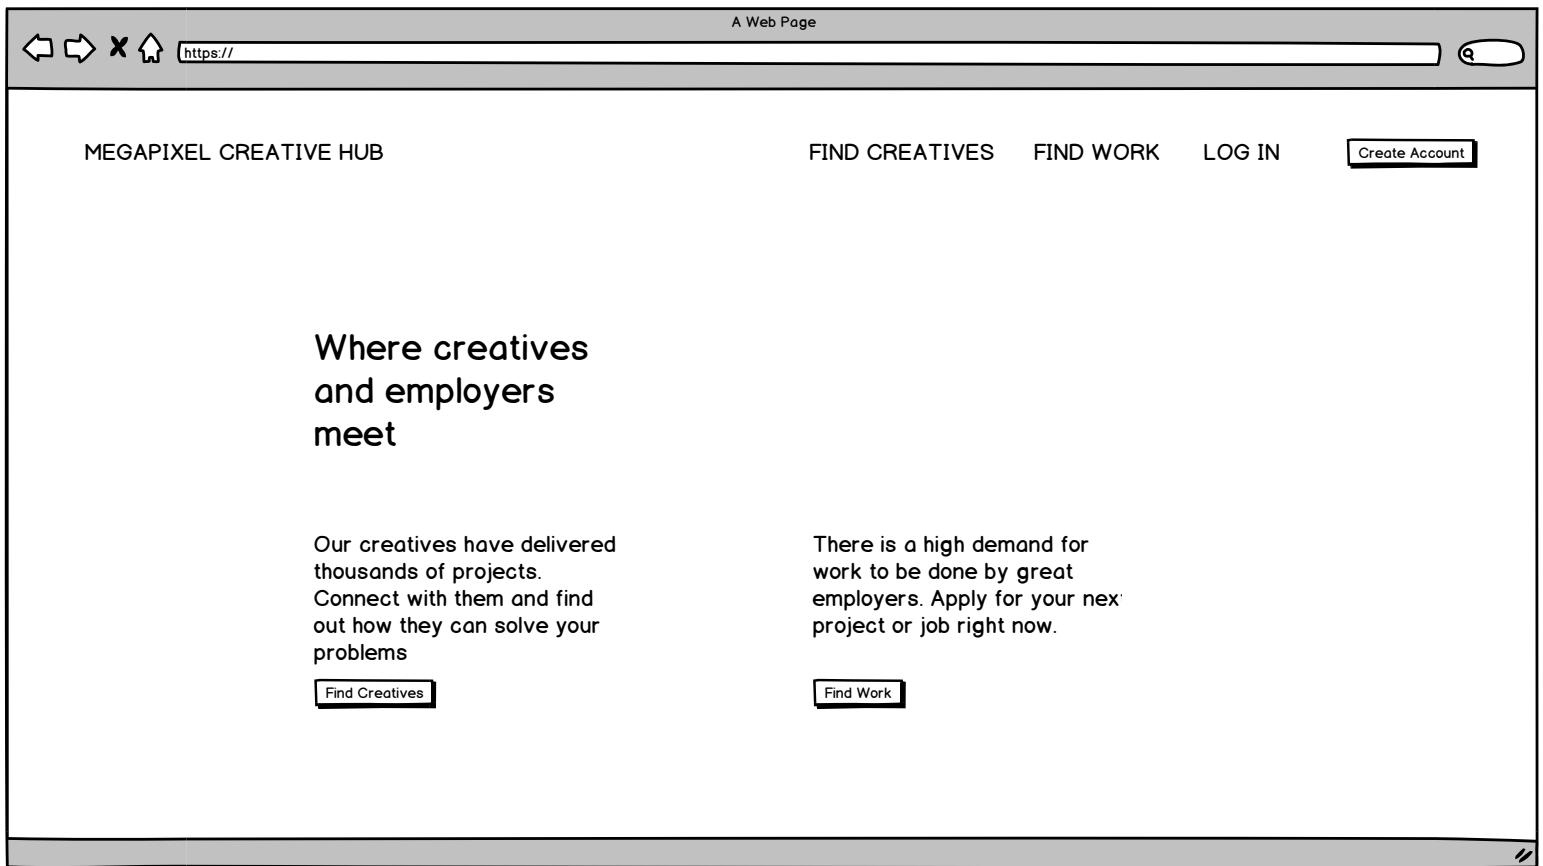 A Web Page
https://
MEGAPIXEL CREATIVE HUB
FIND CREATIVES
FIND WORK
LOG IN
Create Account
Where creatives
and employers
meet
Our creatives have delivered
thousands of projects.
Connect with them and find
out how they can solve your
problems
Find Creatives
There is a high demand for
work to be done by great
employers. Apply for your next
project or job right now.
Find Work